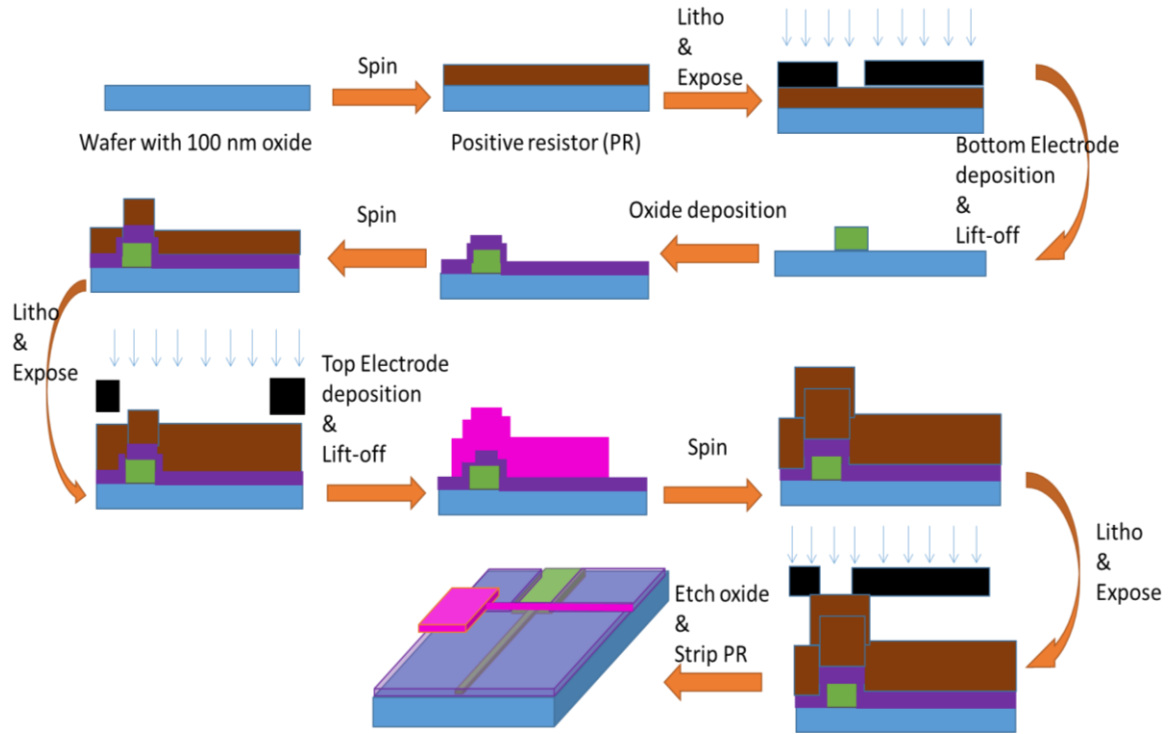 Spin
Litho
&
Expose
Wafer with 100 nm oxide
Positive resistor (PR)
Bottom Electrode
deposition
&
Lift-off
Oxide deposition
Spin
Litho
&
Expose
Top Electrode
deposition
&
Lift-off
Spin
Litho
&
Expose
Etch oxide
&
Strip PR